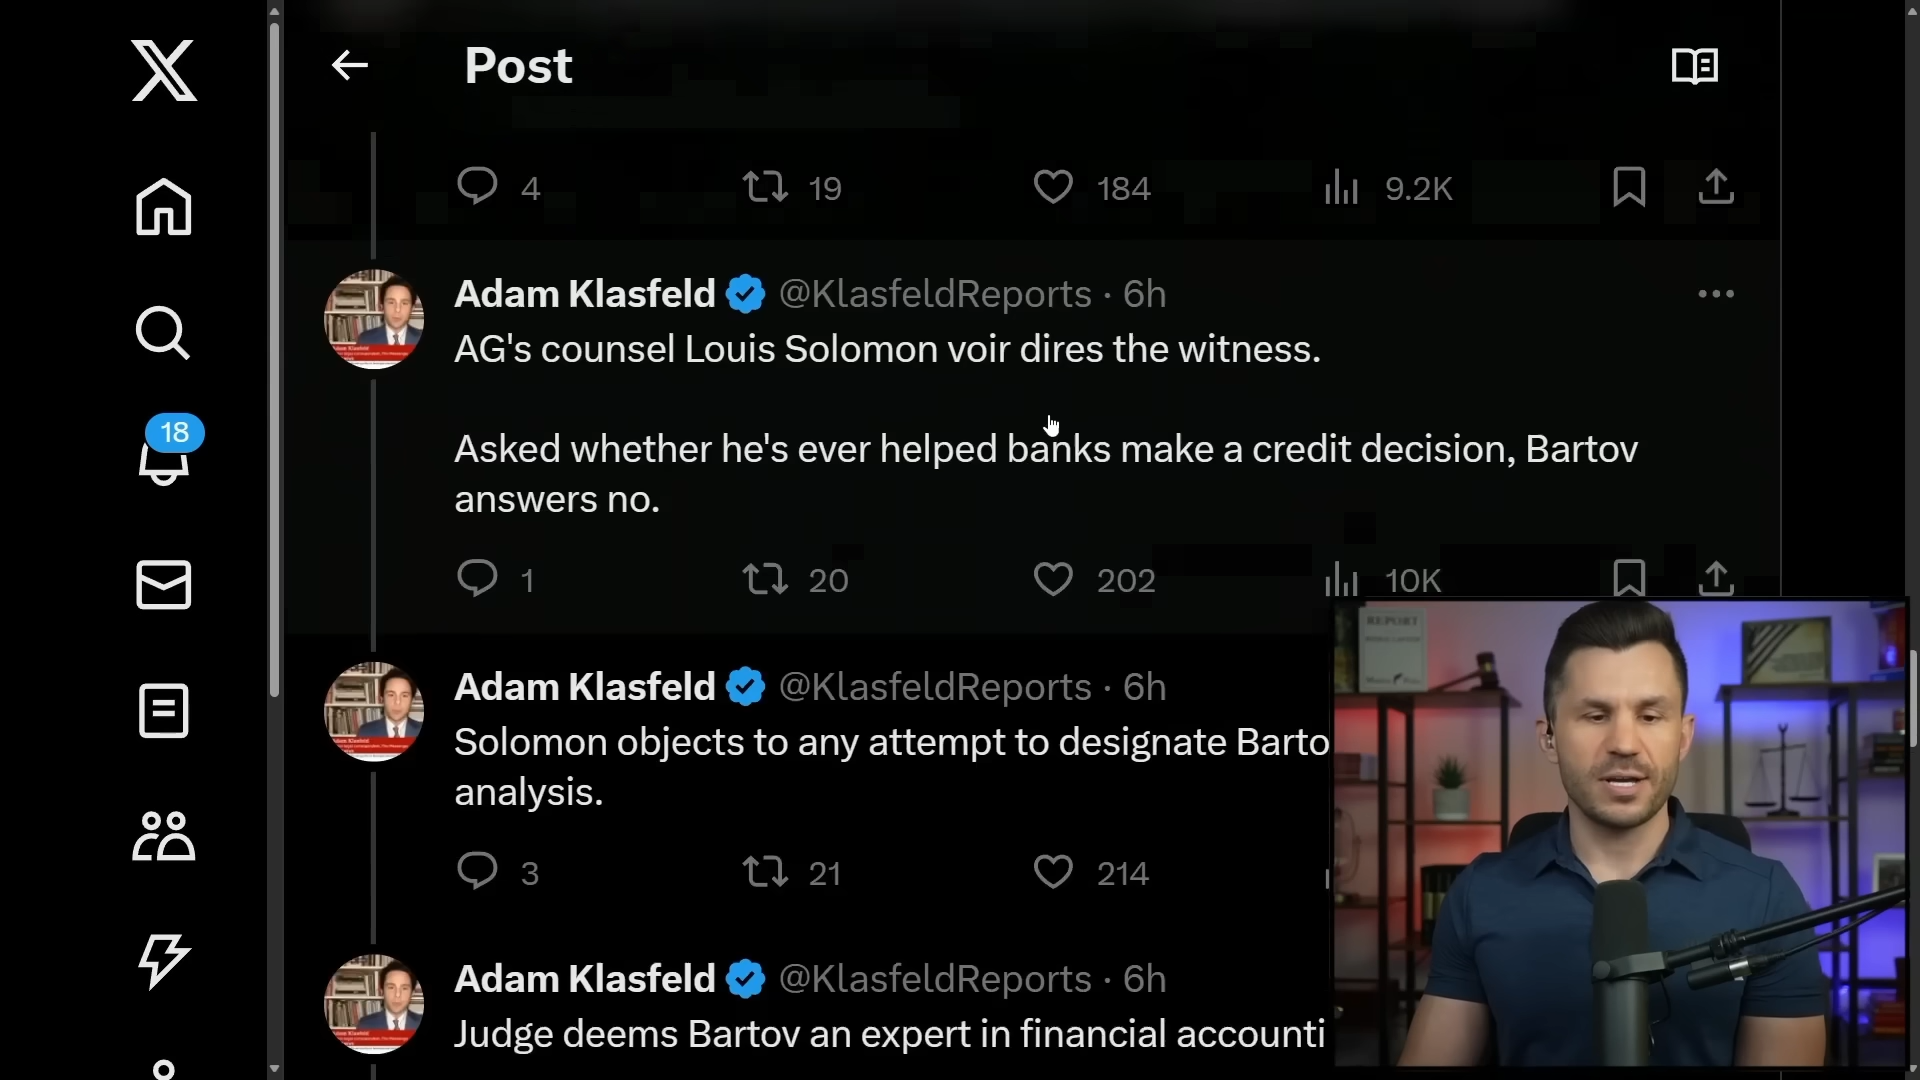 Post
4 19 184 9.2K
Adam Klasfeld @KlasfeldReports · 6h
AG's counsel Louis Solomon voir dires the witness.
Asked whether he's ever helped banks make a credit decision, Bartov
answers no.
18
1 20 202 10K
Adam Klasfeld @KlasfeldReports · 6h
Solomon objects to any attempt to designate Barto
analysis.
3 21 214
Adam Klasfeld @KlasfeldReports · 6h
Judge deems Bartov an expert in financial accounti
REPORT